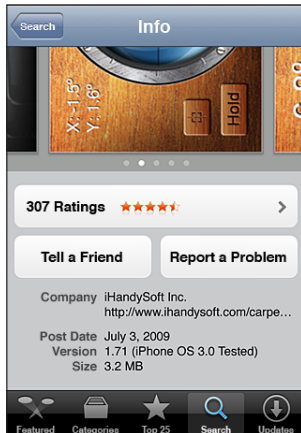 Search
Info
X: -1.5°
Y: 1.6°
Hold
307 Ratings
Tell a Friend
Report a Problem
Company iHandySoft Inc.
http://www.ihandysoft.com/carpe...
Post Date July 3, 2009
Version 1.71 (iPhone OS 3.0 Tested)
Size 3.2 MB
Featured
Categories
Top 25
Search
Updates